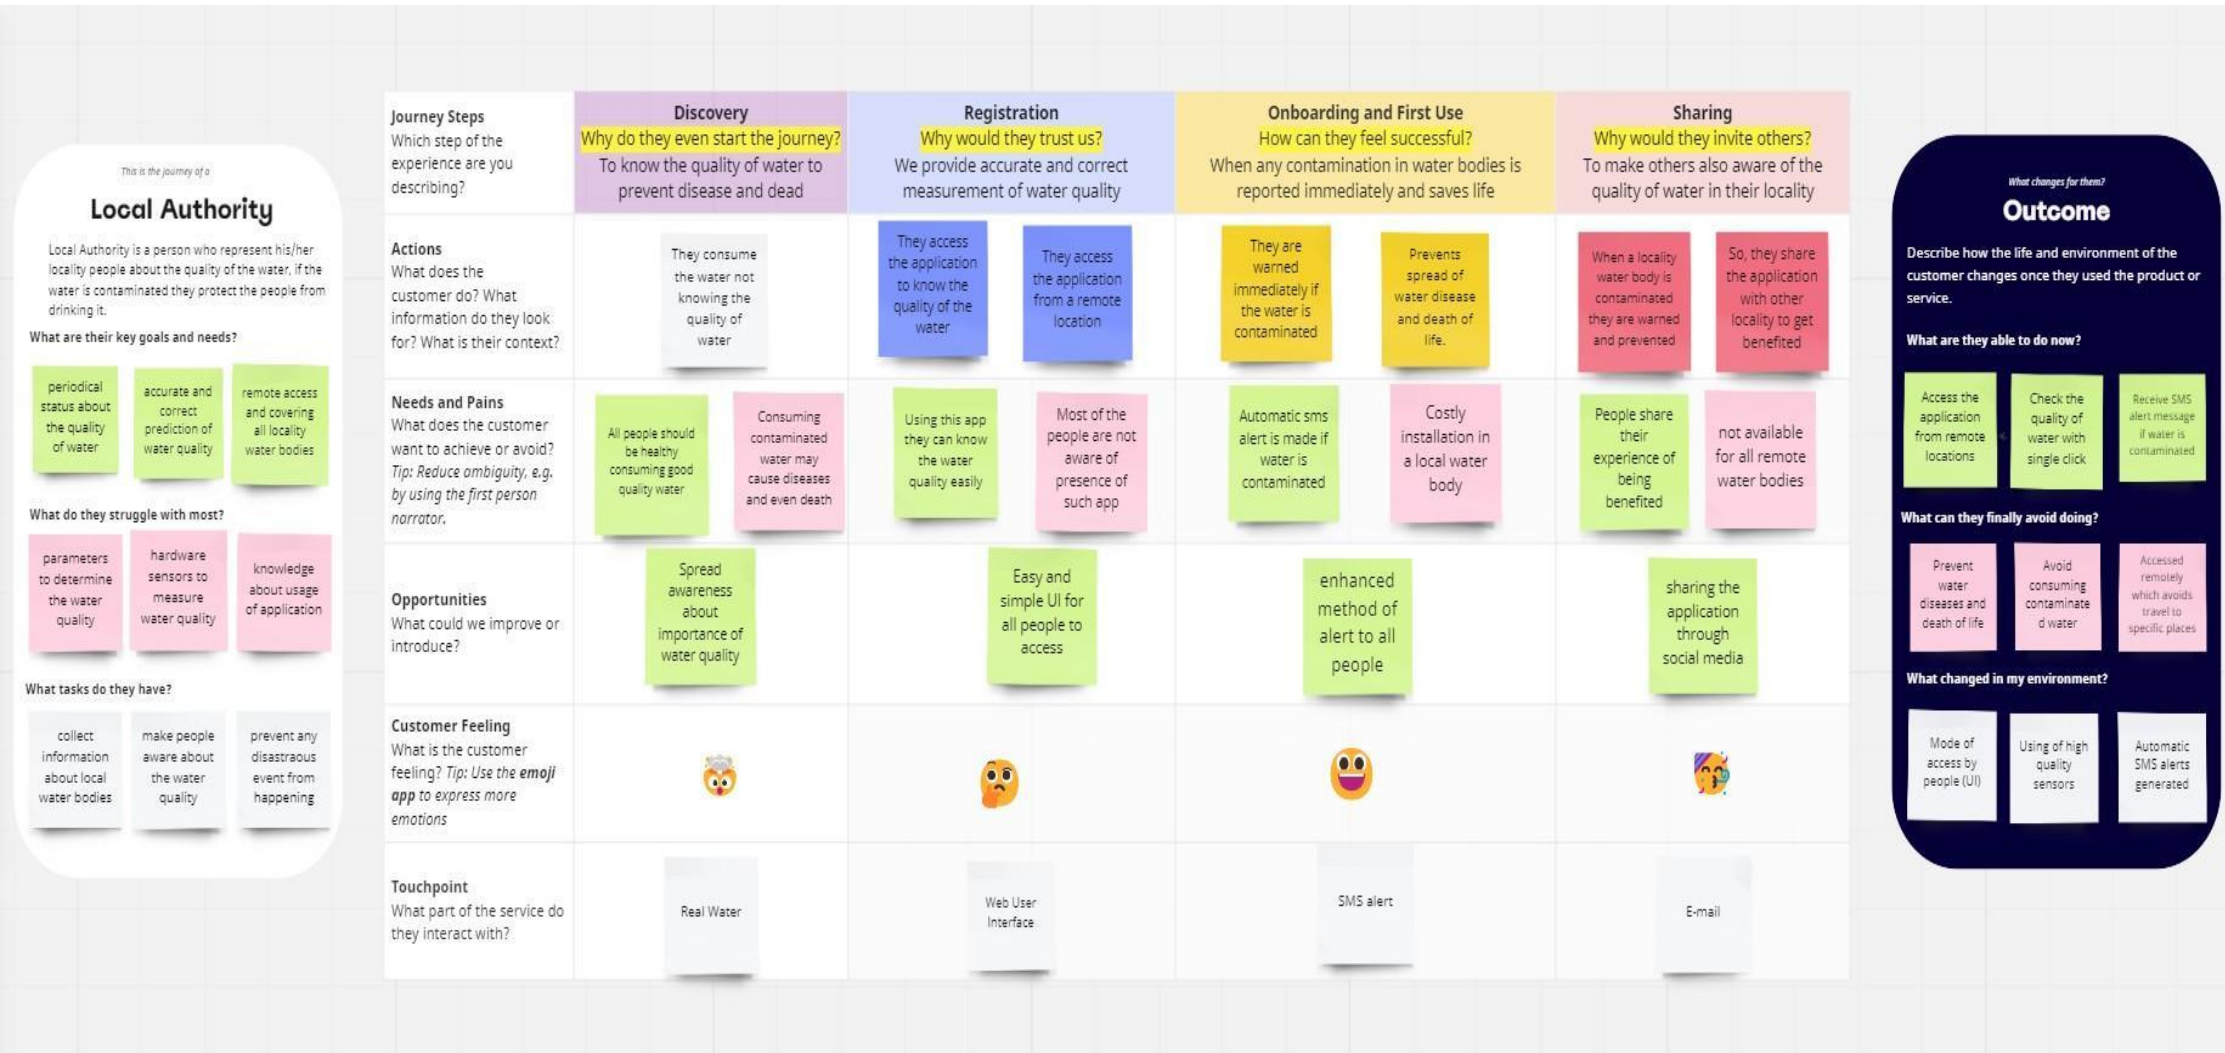 This is the journey of a
Local Authority
Local Authority is a person who represent his/her
locality people about the quality of the water, if the
water is contaminated they protect the people from
drinking it.
What are their key goals and needs?
periodical
status about
the quality
of water
accurate and
correct
prediction of
water quality
remote access
and covering
all locality
water bodies
What do they struggle with most?
parameters
to determine
the water
quality
hardware
sensors to
measure
water quality
knowledge
about usage
of application
What tasks do they have?
collect
information
about local
water bodies
make people
aware about
the water
quality
prevent any
disastraous
event from
happening
Journey Steps
Which step of the
experience are you
describing?
Discovery
Why do they even start the journey?
To know the quality of water to
prevent disease and dead
Registration
Why would they trust us?
We provide accurate and correct
measurement of water quality
Onboarding and First Use
How can they feel successful?
When any contamination in water bodies is
reported immediately and saves life
Sharing
Why would they invite others?
To make others also aware of the
quality of water in their locality
Actions
What does the
customer do? What
information do they look
for? What is their context?
They consume
the water not
knowing the
quality of
water
They access
the application
to know the
quality of the
water
They access
the application
from a remote
location
They are
warned
immediately if
the water is
contaminated
Prevents
spread of
water disease
and death of
life.
When a locality
water body is
contaminated
they are warned
and prevented
So, they share
the application
with other
locality to get
benefited
Needs and Pains
What does the customer
want to achieve or avoid?
Tip: Reduce ambiguity, e.g.
by using the first person
narrator.
All people should
be healthy
consuming good
quality water
Consuming
contaminated
water may
cause diseases
and even death
Using this app
they can know
the water
quality easily
Most of the
people are not
aware of
presence of
such app
Automatic sms
alert is made if
water is
contaminated
Costly
installation in
a local water
body
People share
their
experience of
being
benefited
not available
for all remote
water bodies
Opportunities
What could we improve or
introduce?
Spread
awareness
about
importance of
water quality
Easy and
simple UI for
all people to
access
enhanced
method of
alert to all
people
sharing the
application
through
social media
Customer Feeling
What is the customer
feeling? Tip: Use the emoji
app to express more
emotions
Touchpoint
What part of the service do
they interact with?
Real Water
Web User
Interface
SMS alert
E-mail
What changes for them?
Outcome
Describe how the life and environment of the
customer changes once they used the product or
service.
What are they able to do now?
Access the
application
from remote
locations
Check the
quality of
water with
single click
Receive SMS
alert message
if water is
contaminated
What can they finally avoid doing?
Prevent
water
diseases and
death of life
Avoid
consuming
contaminate
d water
Accessed
remotely
which avoids
travel to
specific places
What changed in my environment?
Mode of
access by
people (UI)
Using of high
quality
sensors
Automatic
SMS alerts
generated